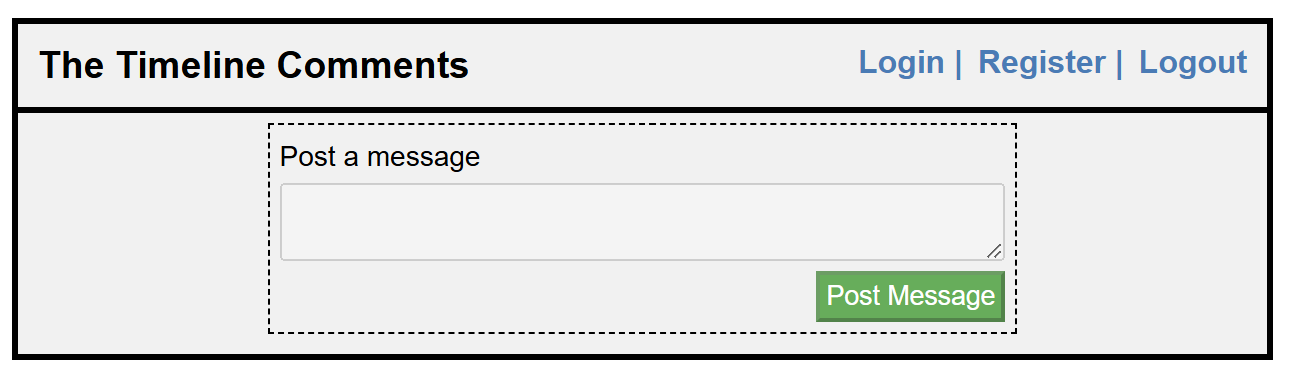 The Timeline Comments
Login | Register | Logout
Post a message
Post Message